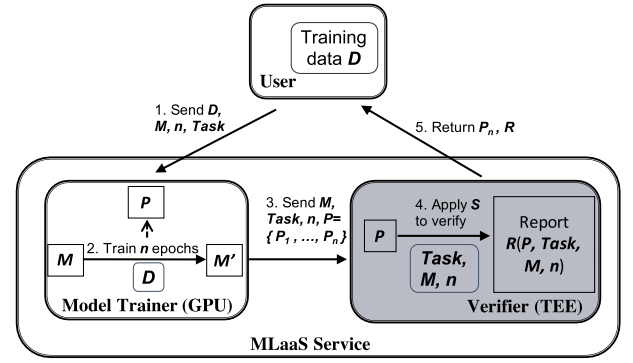 Training
data D
User
1. Send D,
M, n, Task
5. Return Pn, R
P
3. Send M,
Task, n, P=
{ P1 , ..., Pn }
4. Apply S
to verify
P
Report
R(P, Task,
M, n)
M
2. Train n epochs
M'
D
Task,
M, n
Model Trainer (GPU)
Verifier (TEE)
MLaaS Service